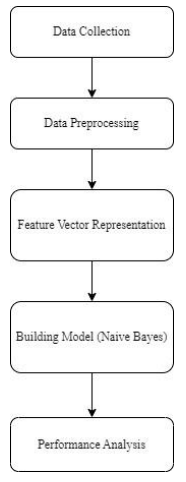 Data Collection
Data Preprocessing
Feature Vector Representation
Building Model (Naive Bayes)
Performance Analysis